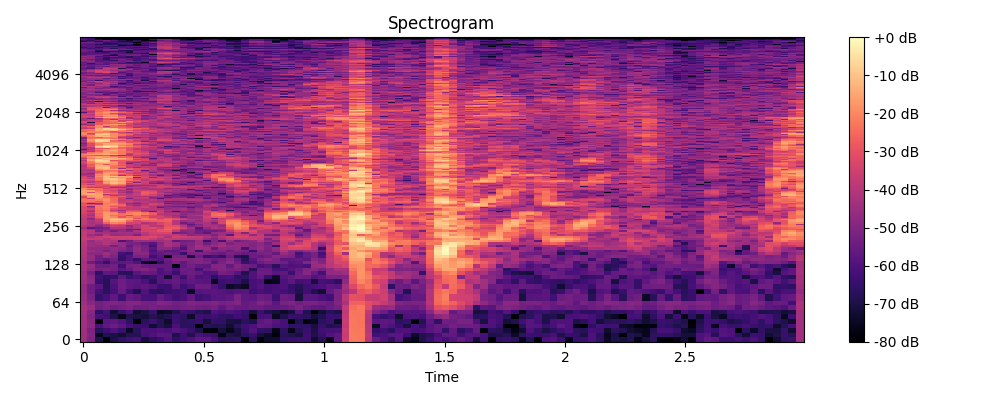 Spectrogram
Hz
4096
2048
1024
512
256
128
64
0
0
0.5
1
1.5
2
2.5
Time
+0 dB
-10 dB
-20 dB
-30 dB
-40 dB
-50 dB
-60 dB
-70 dB
-80 dB